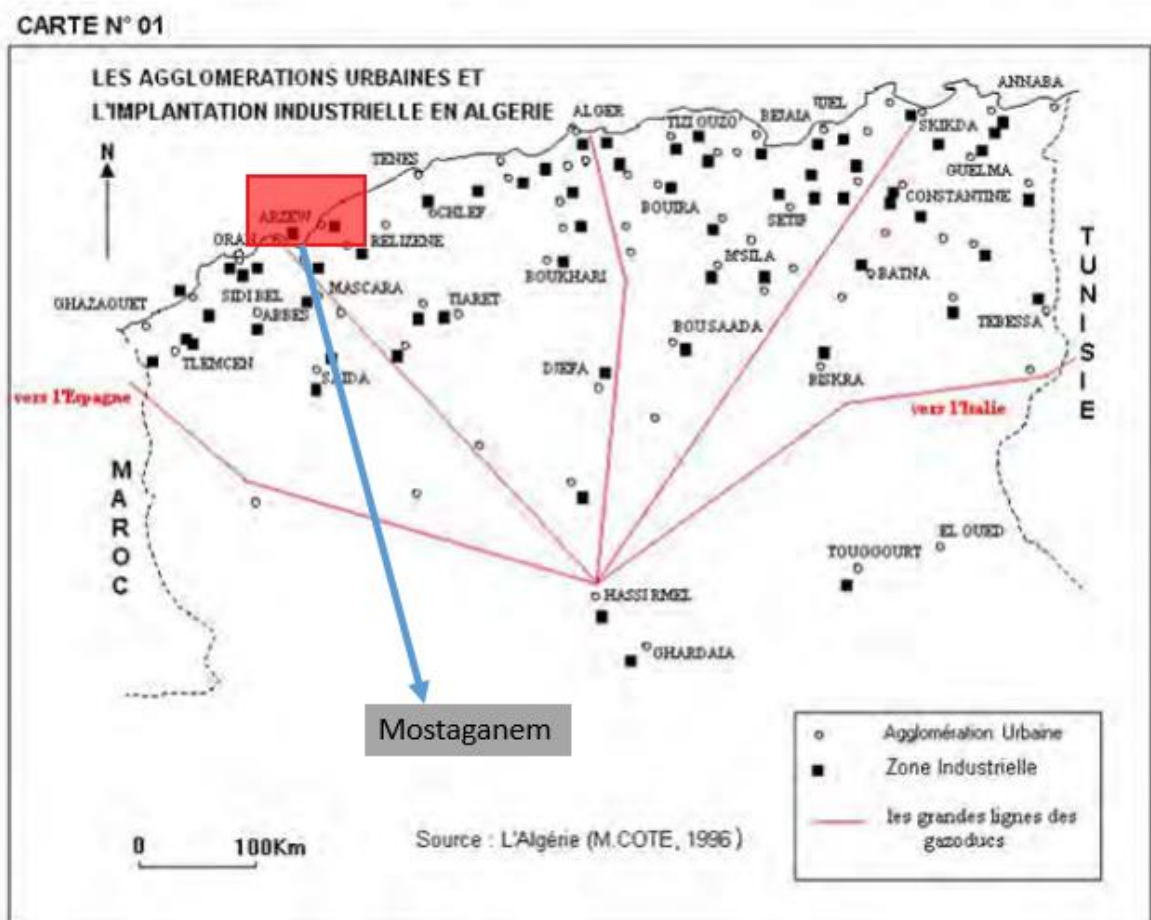 CARTE N° 01
LES AGGLOMERATIONS URBAINES ET
L'IMPLANTATION INDUSTRIELLE EN ALGERIE
N
ANNABA
ALGER
TIZI OUZO
BEJAIA
SKIKDA
TENES
GUELMA
CHLEF
BOUIRA
SETIF
CONSTANTINE
ARZEW
ORAN
RELIZENE
BOUKHARI
M'SILA
BATNA
GHAZAOUET
SIDI BEL
ABBES
MASCARA
TIARET
BOUSAADA
TEBESSA
TLEMCEN
SAIDA
DJEFA
BISKRA
vers l'Espagne
vers l'Italie
TUNISIE
MAROC
EL OUED
TOUGGOURT
HASSI RMEL
GHARDAIA
Mostaganem
Agglomération Urbaine
Zone Industrielle
les grandes lignes des
gazoducs
0 100Km
Source : L'Algérie (M.COTE, 1996 )